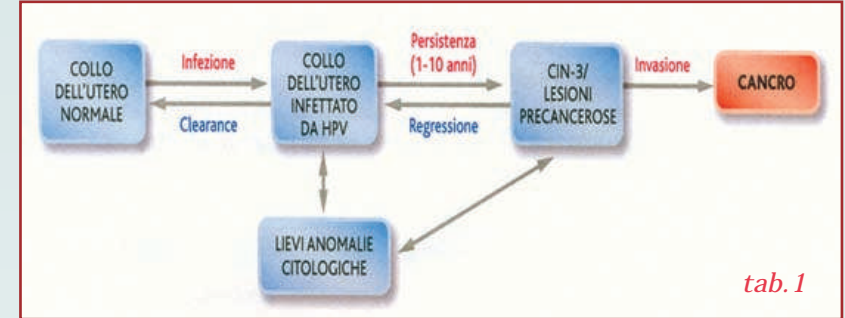 COLLO
DELL'UTERO
NORMALE
Infezione
Clearance
COLLO
DELL'UTERO
INFETTATO
DA HPV
Persistenza
(1-10 anni)
Regressione
CIN-3/
LESIONI
PRECANCEROSE
Invasione
CANCRO
LIEVI ANOMALIE
CITOLOGICHE
tab.1